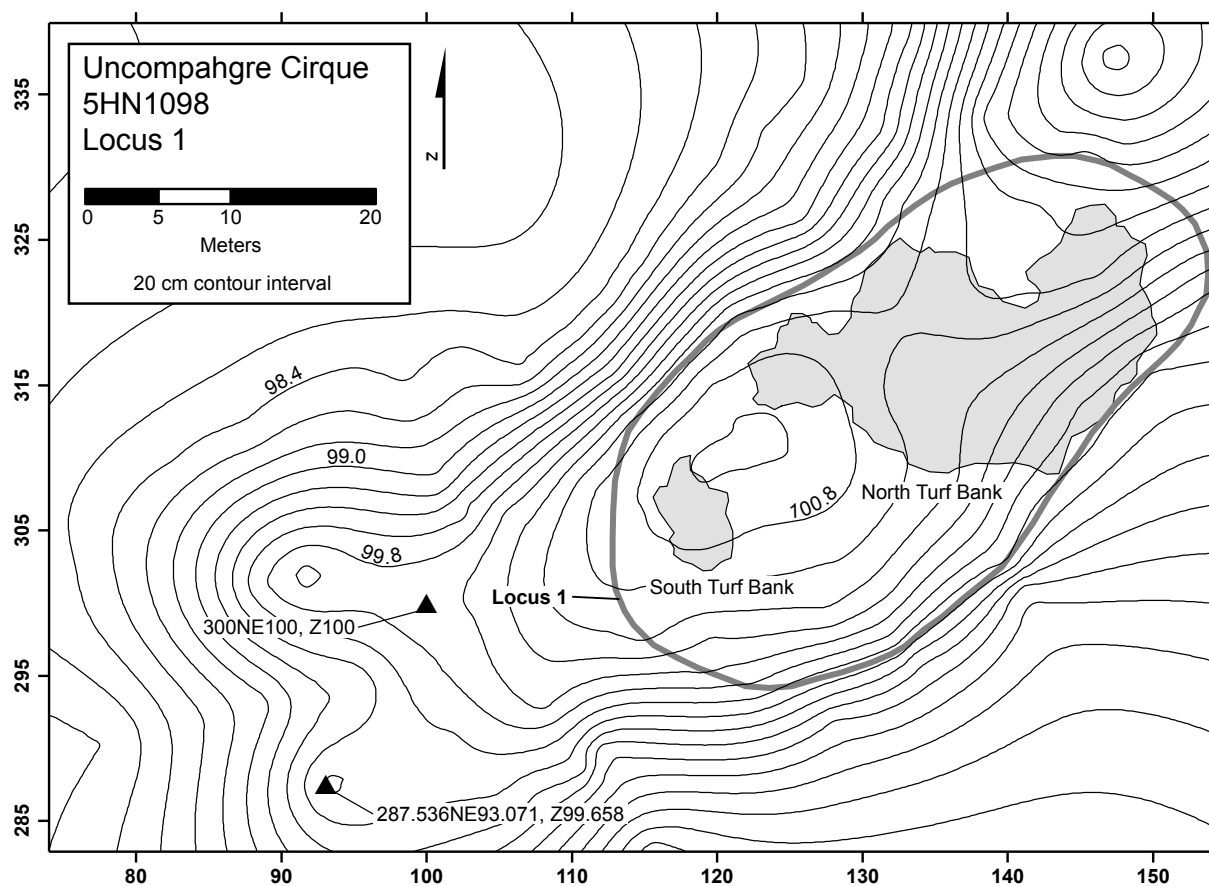 Uncompahgre Cirque
5HN1098
Locus 1
0 5 10 20
Meters
20 cm contour interval
N
335
325
315
305
295
285
98.4
99.0
99.8
100.8
North Turf Bank
South Turf Bank
Locus 1
300NE100, Z100
287.536NE93.071, Z99.658
80 90 100 110 120 130 140 150